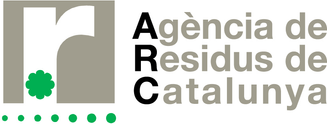 r
Agència de
Residus de
Catalunya